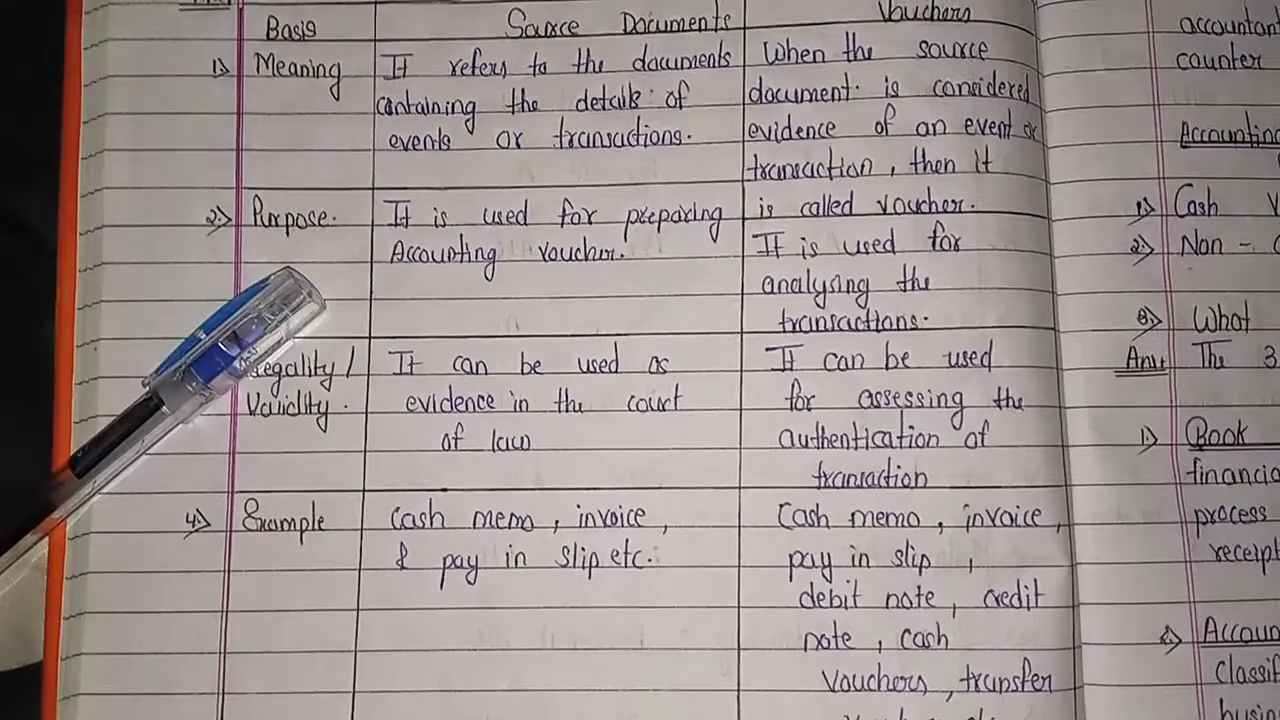 Basis Source Documents Vouchers
1) Meaning
It refers to the documents
containing the details of
events or transactions.
When the source
document is considered
evidence of an event or
transaction, then it
is called voucher.
2) Purpose.
It is used for preparing
Accounting voucher.
It is used for
analysing the
transactions.
Legality /
Validity.
It can be used as
evidence in the court
of law
It can be used
for assessing the
authentication of
transaction
4) Example
Cash memo, invoice,
& pay in slip etc.
Cash memo, invoice,
pay in slip,
debit note, credit
note, cash
vouchers, transfer
accountant
counter
Accounting
1) Cash V
2) Non -
8) What
Ans The 3
1) Book
financia
process
receipt
2) Accoun
classif
busin